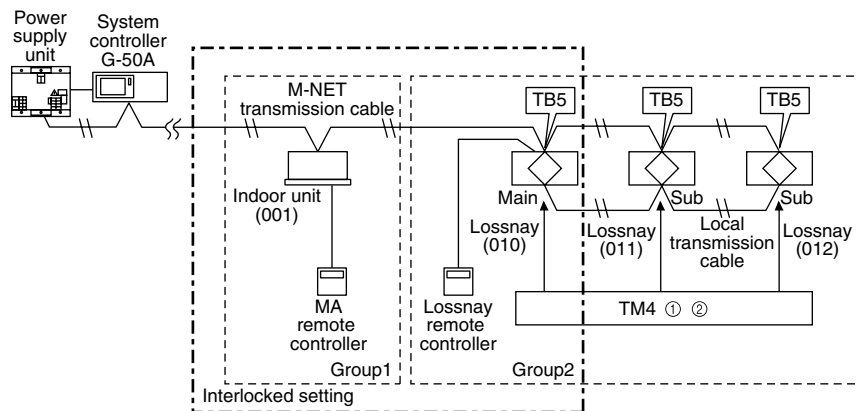 Power
supply
unit
System
controller
G-50A
M-NET
transmission cable
TB5
TB5
TB5
Indoor unit
(001)
Main
Sub
Sub
Lossnay
(010)
Lossnay
(011)
Local
transmission
cable
Lossnay
(012)
MA
remote
controller
Lossnay
remote
controller
TM4 ① ②
Group1
Group2
Interlocked setting